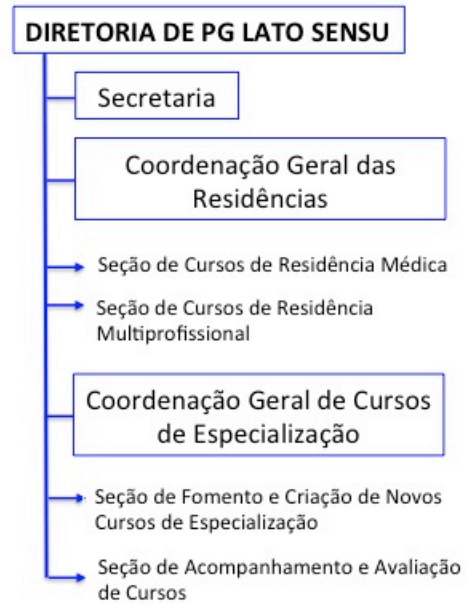 DIRETORIA DE PG LATO SENSU
Secretaria
Coordenação Geral das
Residências
Seção de Cursos de Residência Médica
Seção de Cursos de Residência
Multiprofissional
Coordenação Geral de Cursos
de Especialização
Seção de Fomento e Criação de Novos
Cursos de Especialização
Seção de Acompanhamento e Avaliação
de Cursos